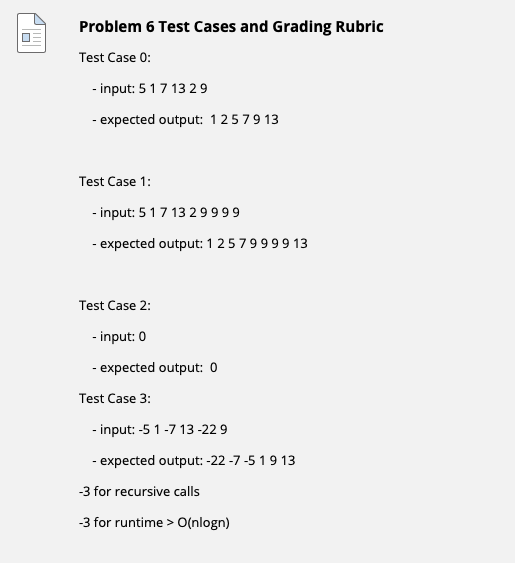 Problem 6 Test Cases and Grading Rubric
Test Case 0:
- input: 5 1 7 13 2 9
- expected output:  1 2 5 7 9 13
Test Case 1:
- input: 5 1 7 13 2 9 9 9 9
- expected output: 1 2 5 7 9 9 9 9 13
Test Case 2:
- input: 0
- expected output:  0
Test Case 3:
- input: -5 1 -7 13 -22 9
- expected output: -22 -7 -5 1 9 13
-3 for recursive calls
-3 for runtime > O(nlogn)